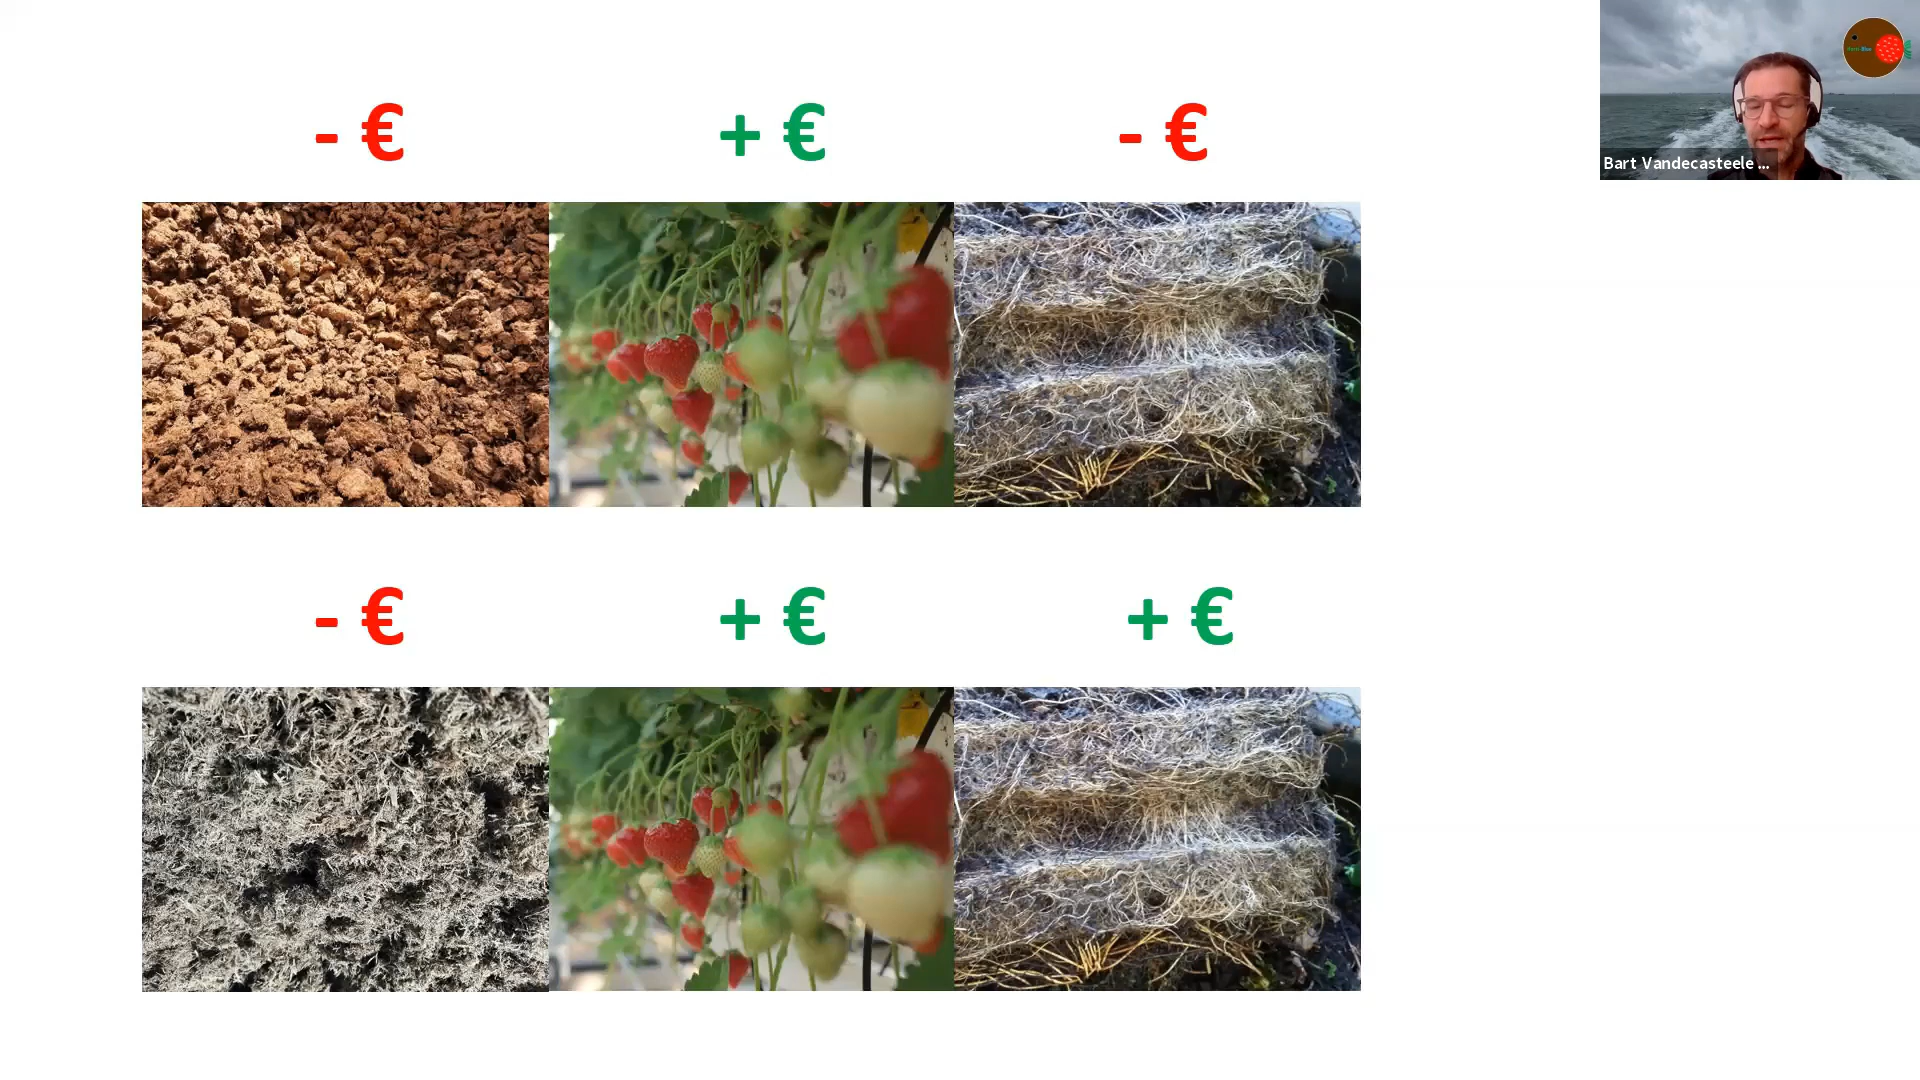 - € + € - €
Bart Vandecasteele ...
- € + € + €